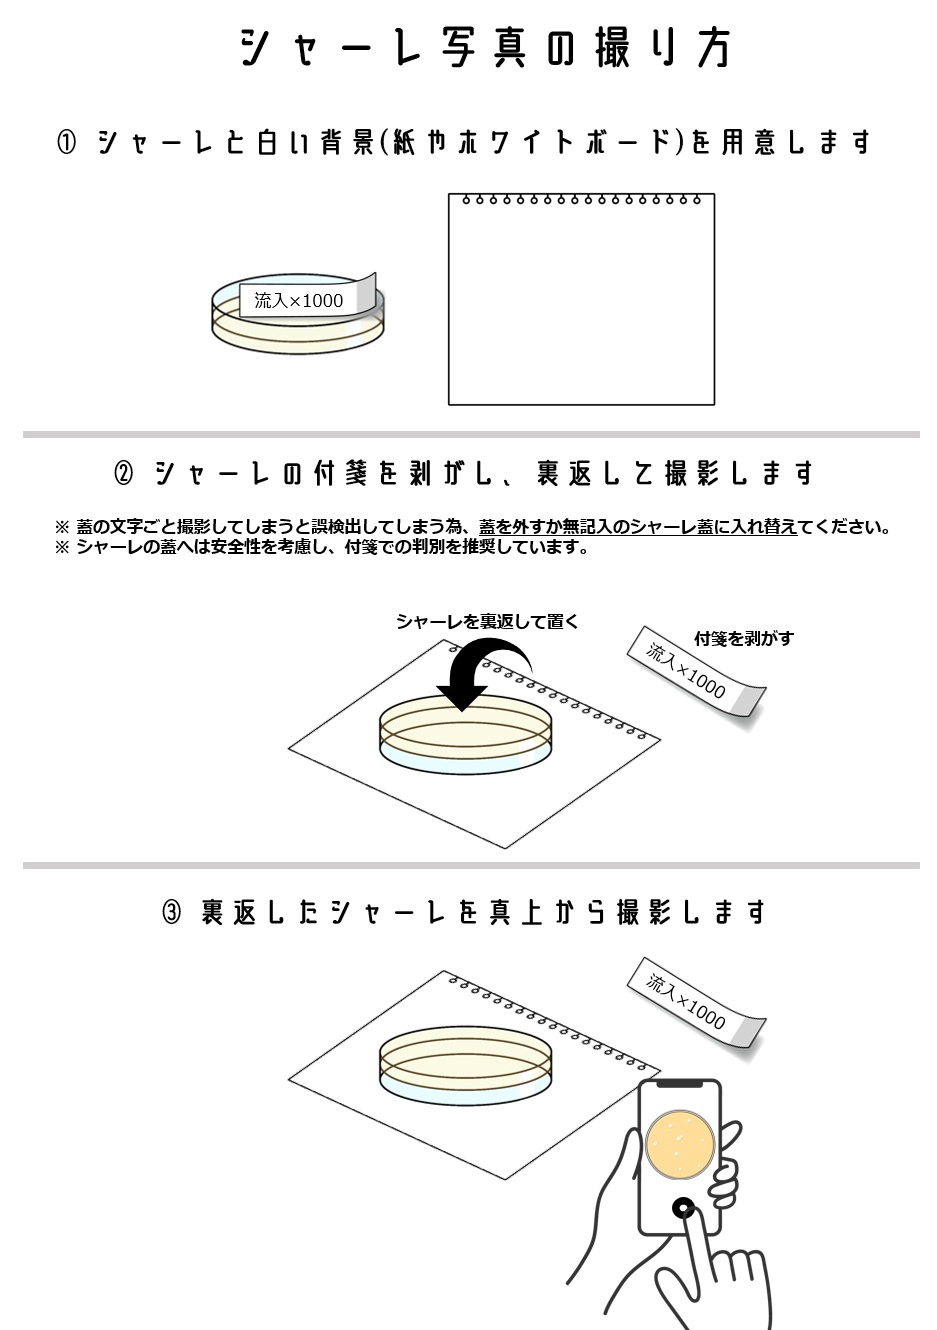 シャーレ写真の撮り方
① シャーレと白い背景(紙やホワイトボード)を用意します
流入×1000
② シャーレの付箋を剥がし、裏返して撮影します
※ 蓋の文字ごと撮影してしまうと誤検出してしまう為、蓋を外すか無記入のシャーレ蓋に入れ替えてください。
※ シャーレの蓋へは安全性を考慮し、付箋での判別を推奨しています。
シャーレを裏返して置く
付箋を剥がす
流入×1000
③ 裏返したシャーレを真上から撮影します
流入×1000